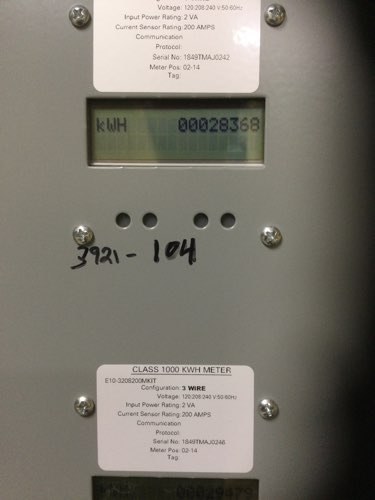 Voltage: 120:208:240 V:50-60Hz
Input Power Rating: 2 VA
Current Sensor Rating: 200 AMPS
Communication
Protocol:
Serial No: 1849TMAJ0242
Meter Pos: 02-14
Tag:
kWH 00028368
3921- 104
CLASS 1000 KWH METER
E10-3208200MKIT
Configuration: 3 WIRE
Voltage: 120:208:240 V:50-60Hz
Input Power Rating: 2 VA
Current Sensor Rating: 200 AMPS
Communication
Protocol:
Serial No: 1849TMAJ0246
Meter Pos: 02-14
Tag:
kWH